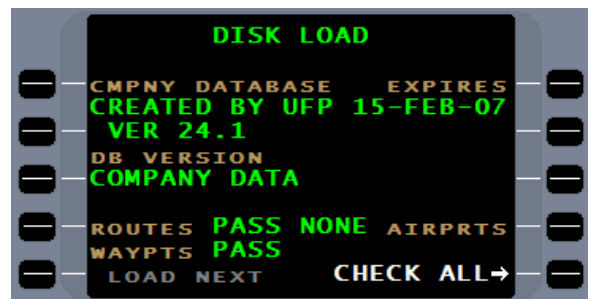 DISK LOAD
CMPNY DATABASE EXPIRES
CREATED BY UFP 15-FEB-07
VER 24.1
DB VERSION
COMPANY DATA
ROUTES PASS NONE AIRPRTS
WAYPTS PASS
LOAD NEXT CHECK ALL→